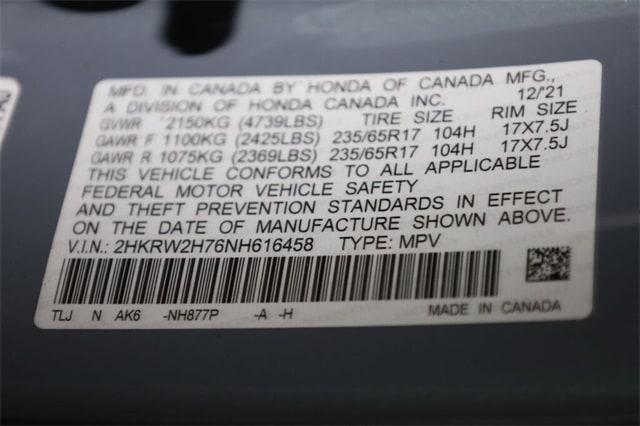 MFD. IN CANADA BY HONDA OF CANADA MFG.,
A DIVISION OF HONDA CANADA INC. 12/'21
GVWR 2150KG (4739LBS) TIRE SIZE RIM SIZE
GAWR F 1100KG (2425LBS) 235/65R17 104H 17X7.5J
GAWR R 1075KG (2369LBS) 235/65R17 104H 17X7.5J
THIS VEHICLE CONFORMS TO ALL APPLICABLE
FEDERAL MOTOR VEHICLE SAFETY
AND THEFT PREVENTION STANDARDS IN EFFECT
ON THE DATE OF MANUFACTURE SHOWN ABOVE.
V.I.N.: 2HKRW2H76NH616458 TYPE: MPV
TLJ N AK6 -NH877P -A -H MADE IN CANADA